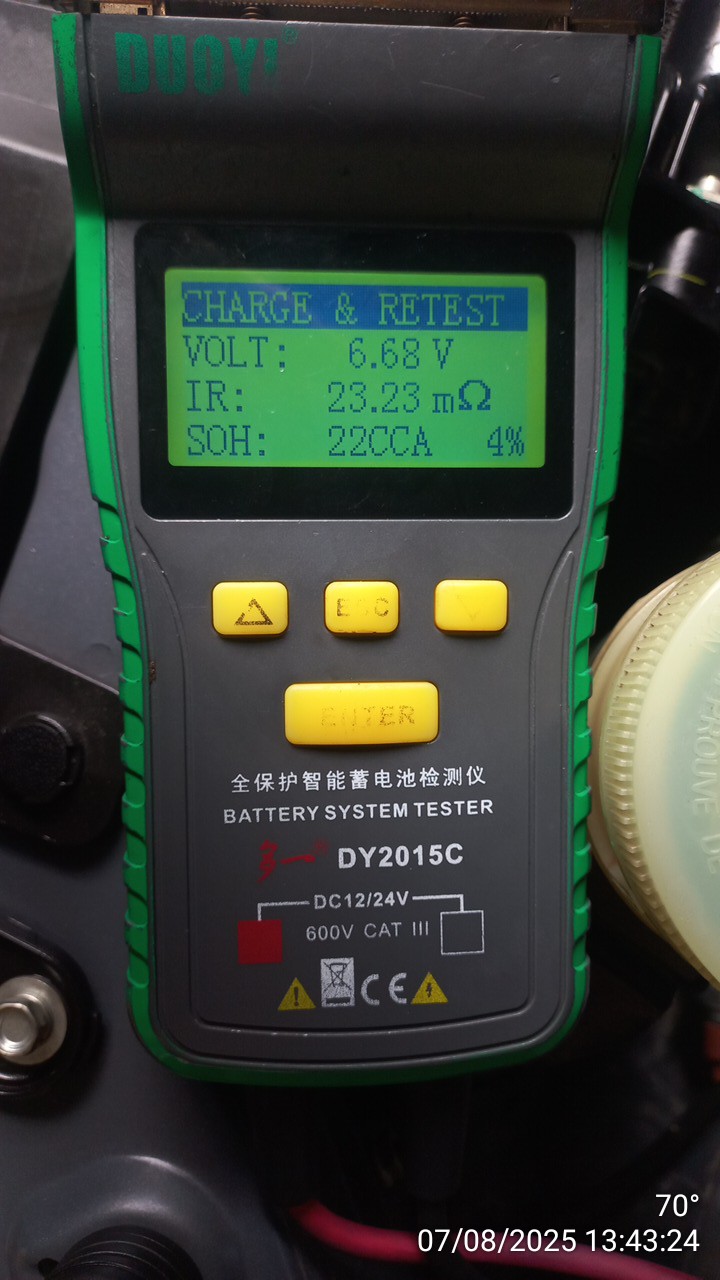 DUOYI®
CHARGE & RETEST
VOLT: 6.68 V
IR: 23.23 mΩ
SOH: 22CCA 4%
ESC
ENTER
全保护智能蓄电池检测仪
BATTERY SYSTEM TESTER
多一® DY2015C
DC12/24V
600V CAT III
CE
70°
07/08/2025 13:43:24